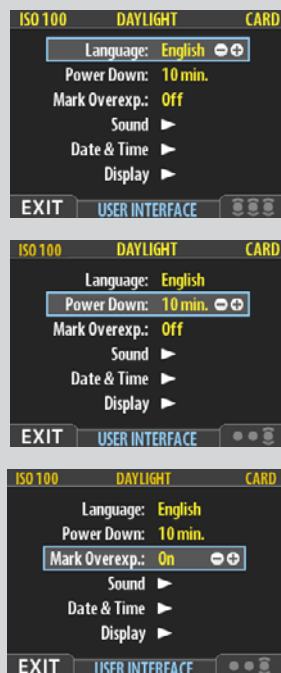 ISO 100 DAYLIGHT CARD
Language: English
Power Down: 10 min.
Mark Overexp.: Off
Sound
Date & Time
Display
EXIT USER INTERFACE
ISO 100 DAYLIGHT CARD
Language: English
Power Down: 10 min.
Mark Overexp.: Off
Sound
Date & Time
Display
EXIT USER INTERFACE
ISO 100 DAYLIGHT CARD
Language: English
Power Down: 10 min.
Mark Overexp.: On
Sound
Date & Time
Display
EXIT USER INTERFACE